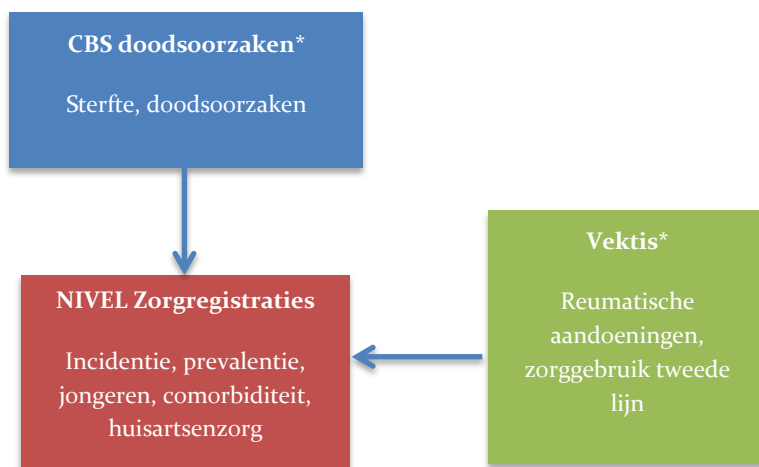 CBS doodsoorzaken*
Sterfte, doodsoorzaken
NIVEL Zorgregistraties
Incidentie, prevalentie,
jongeren, comorbiditeit,
huisartsenzorg
Vektis*
Reumatische
aandoeningen,
zorggebruik tweede
lijn